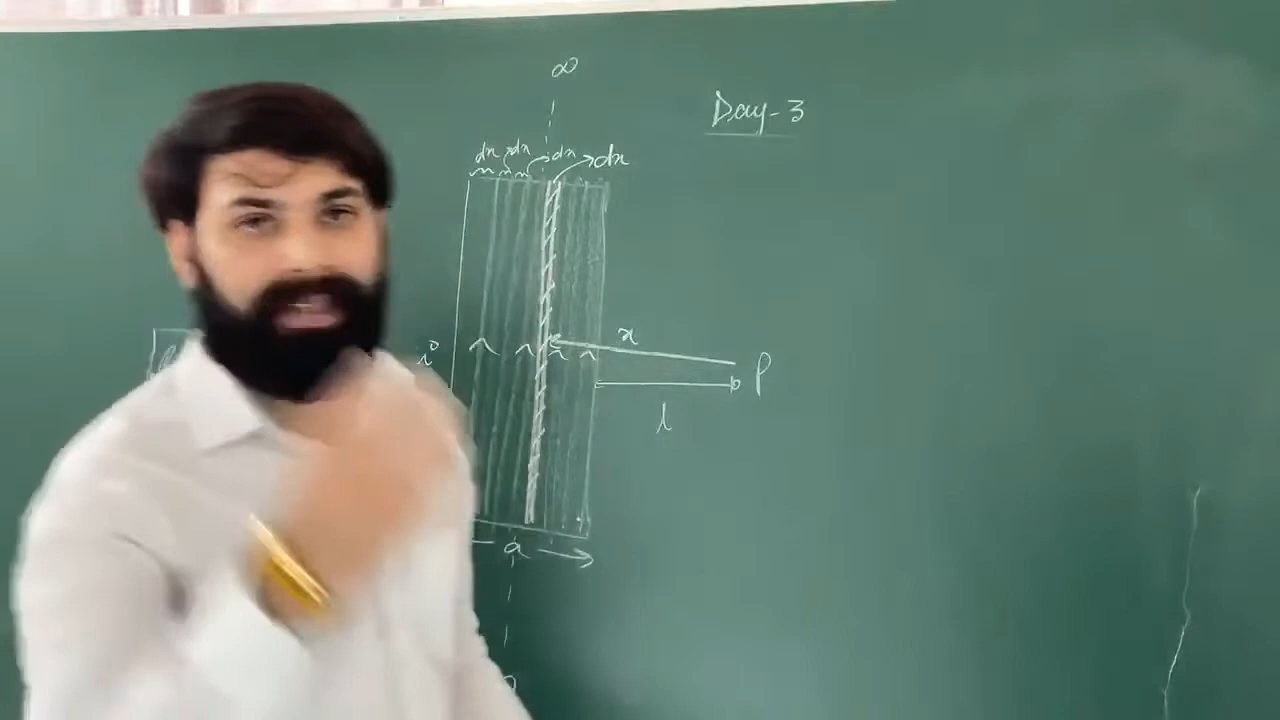 ∞
Day-3
dx dx dx dx
x
i
P
l
a